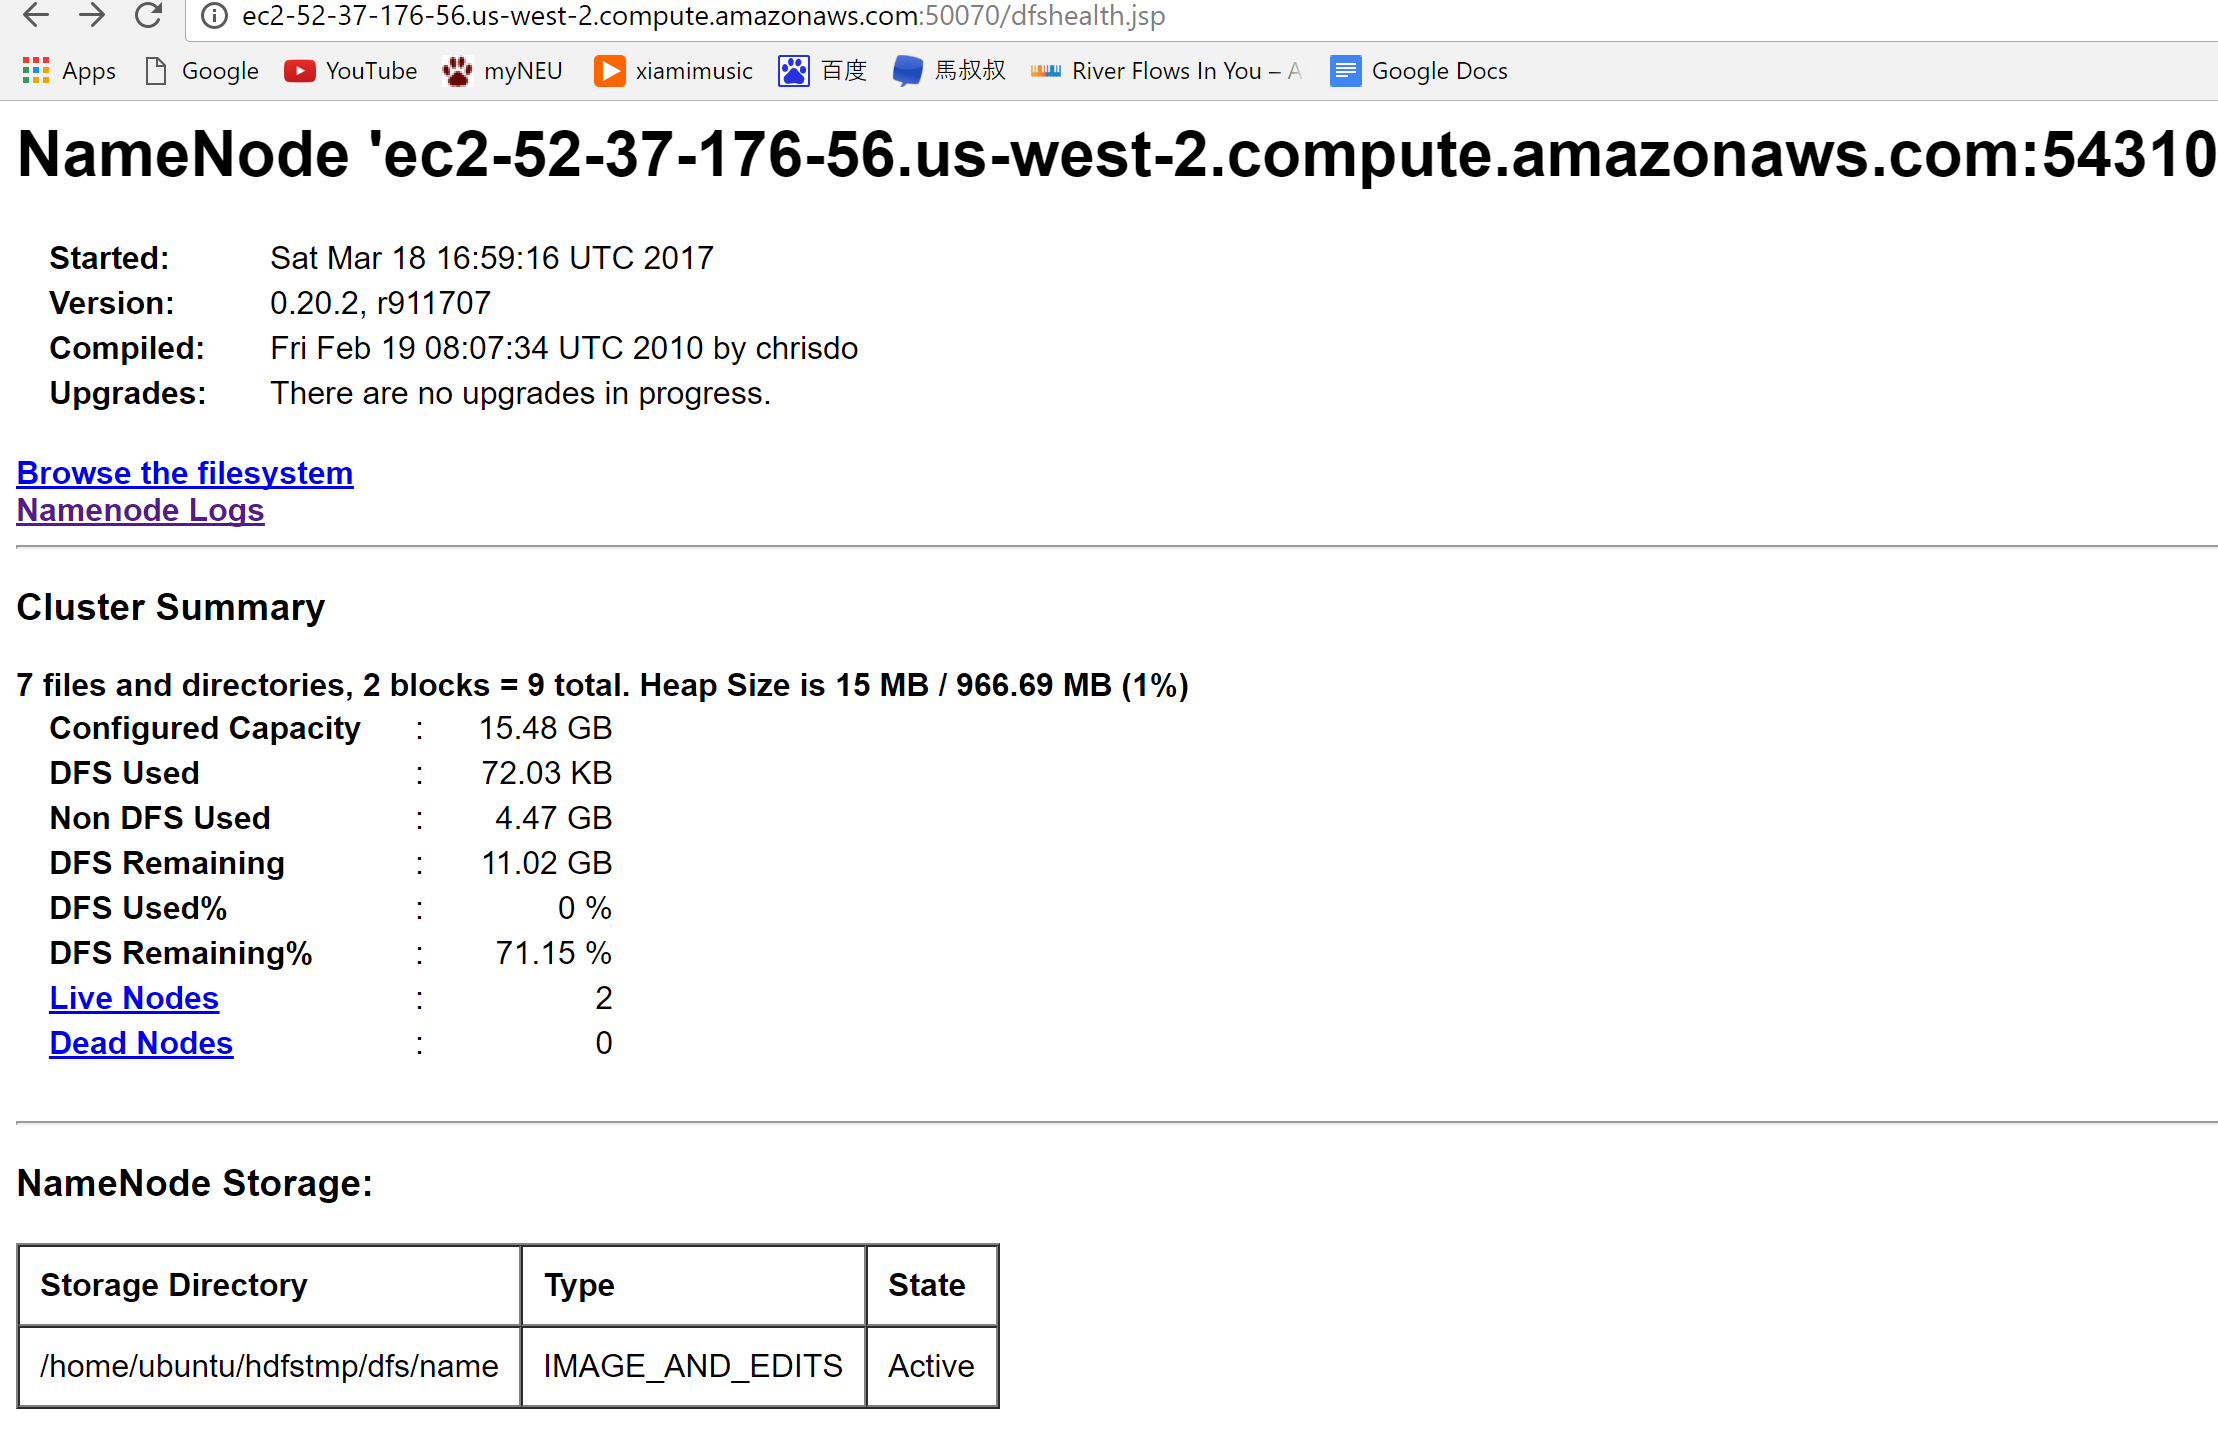 ec2-52-37-176-56.us-west-2.compute.amazonaws.com:50070/dfshealth.jsp
Apps Google YouTube myNEU xiamimusic 百度 馬叔叔 River Flows In You – A Google Docs
NameNode 'ec2-52-37-176-56.us-west-2.compute.amazonaws.com:54310
Started: Sat Mar 18 16:59:16 UTC 2017
Version: 0.20.2, r911707
Compiled: Fri Feb 19 08:07:34 UTC 2010 by chrisdo
Upgrades: There are no upgrades in progress.
Browse the filesystem
Namenode Logs
Cluster Summary
7 files and directories, 2 blocks = 9 total. Heap Size is 15 MB / 966.69 MB (1%)
Configured Capacity : 15.48 GB
DFS Used : 72.03 KB
Non DFS Used : 4.47 GB
DFS Remaining : 11.02 GB
DFS Used% : 0 %
DFS Remaining% : 71.15 %
Live Nodes : 2
Dead Nodes : 0
NameNode Storage:
Storage Directory Type State
/home/ubuntu/hdfstmp/dfs/name IMAGE_AND_EDITS Active